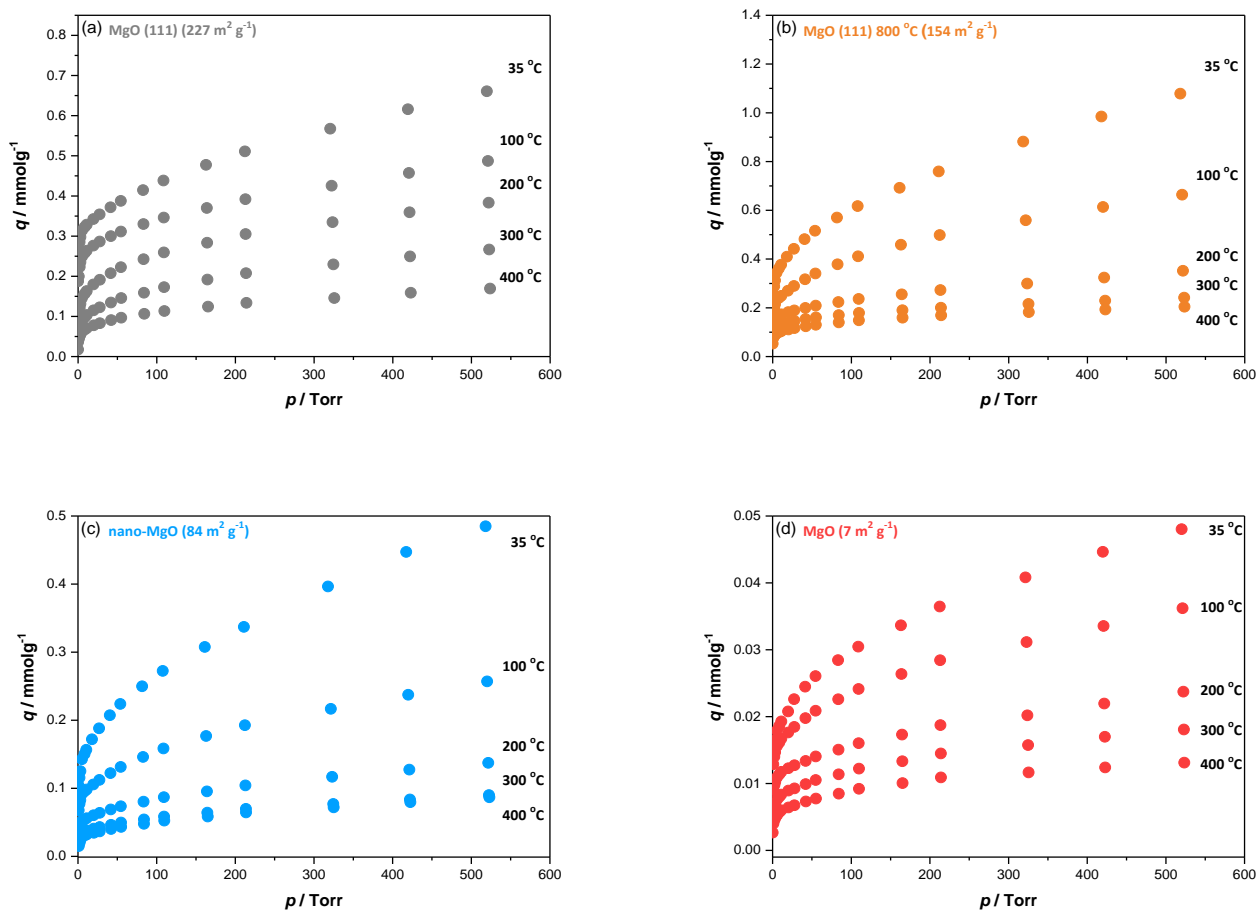 (a) MgO (111) (227 m² g⁻¹)
0.8
0.7
0.6
0.5
0.4
0.3
0.2
0.1
0.0
q / mmolg⁻¹
35 °C
100 °C
200 °C
300 °C
400 °C
0 100 200 300 400 500 600
p / Torr
(b) MgO (111) 800 °C (154 m² g⁻¹)
1.4
1.2
1.0
0.8
0.6
0.4
0.2
0.0
q / mmolg⁻¹
35 °C
100 °C
200 °C
300 °C
400 °C
0 100 200 300 400 500 600
p / Torr
(c) nano-MgO (84 m² g⁻¹)
0.5
0.4
0.3
0.2
0.1
0.0
q / mmolg⁻¹
35 °C
100 °C
200 °C
300 °C
400 °C
0 100 200 300 400 500 600
p / Torr
(d) MgO (7 m² g⁻¹)
0.05
0.04
0.03
0.02
0.01
0.00
q / mmolg⁻¹
35 °C
100 °C
200 °C
300 °C
400 °C
0 100 200 300 400 500 600
p / Torr